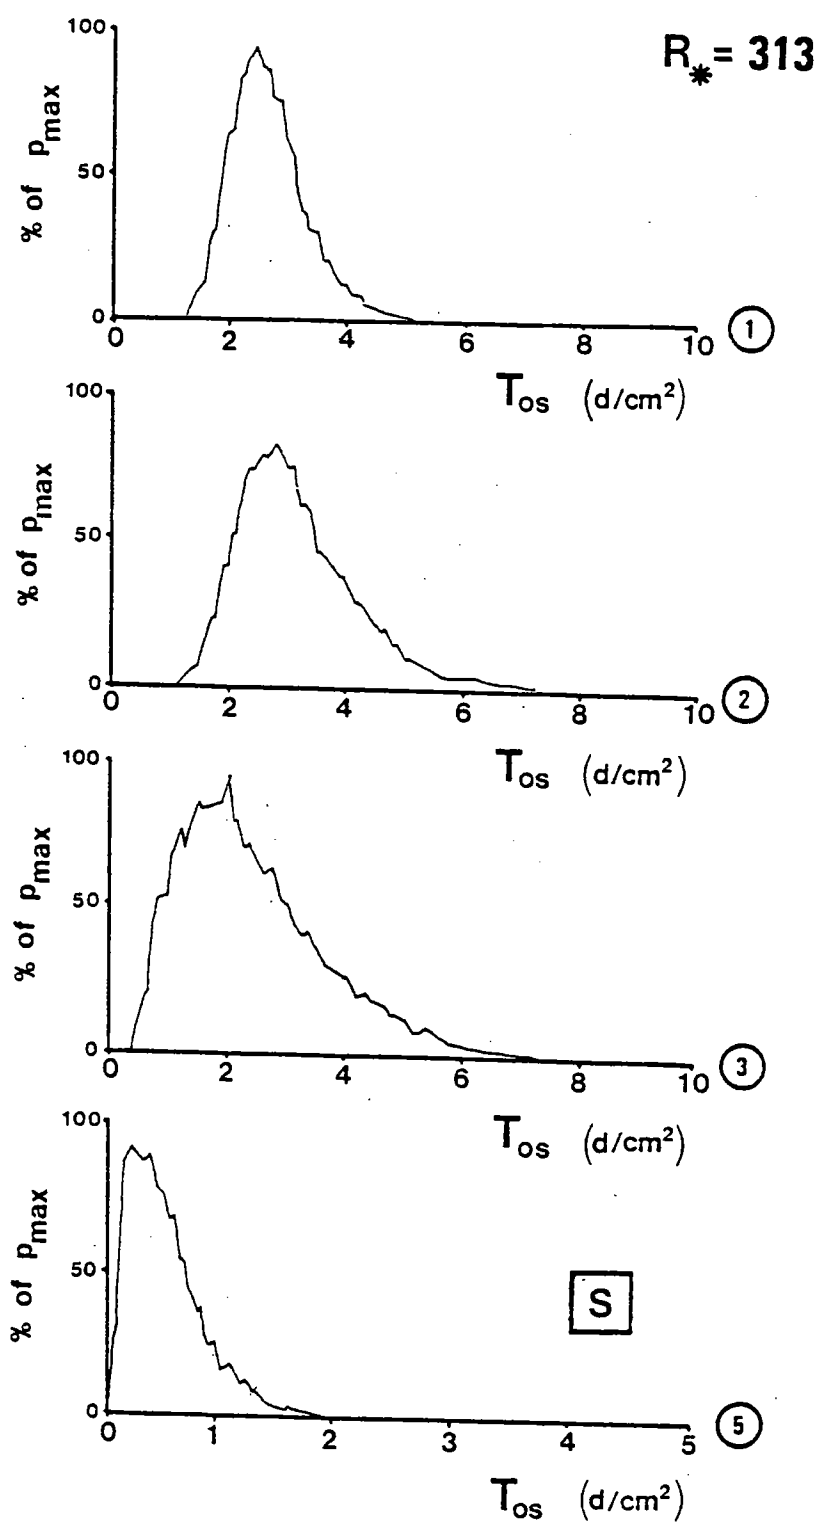 R* = 313
100
50
0
% of pmax
0 2 4 6 8 10
1
Tos (d/cm²)
100
50
0
% of pmax
0 2 4 6 8 10
2
Tos (d/cm²)
100
50
0
% of pmax
0 2 4 6 8 10
3
Tos (d/cm²)
100
50
0
% of pmax
S
0 1 2 3 4 5
5
Tos (d/cm²)